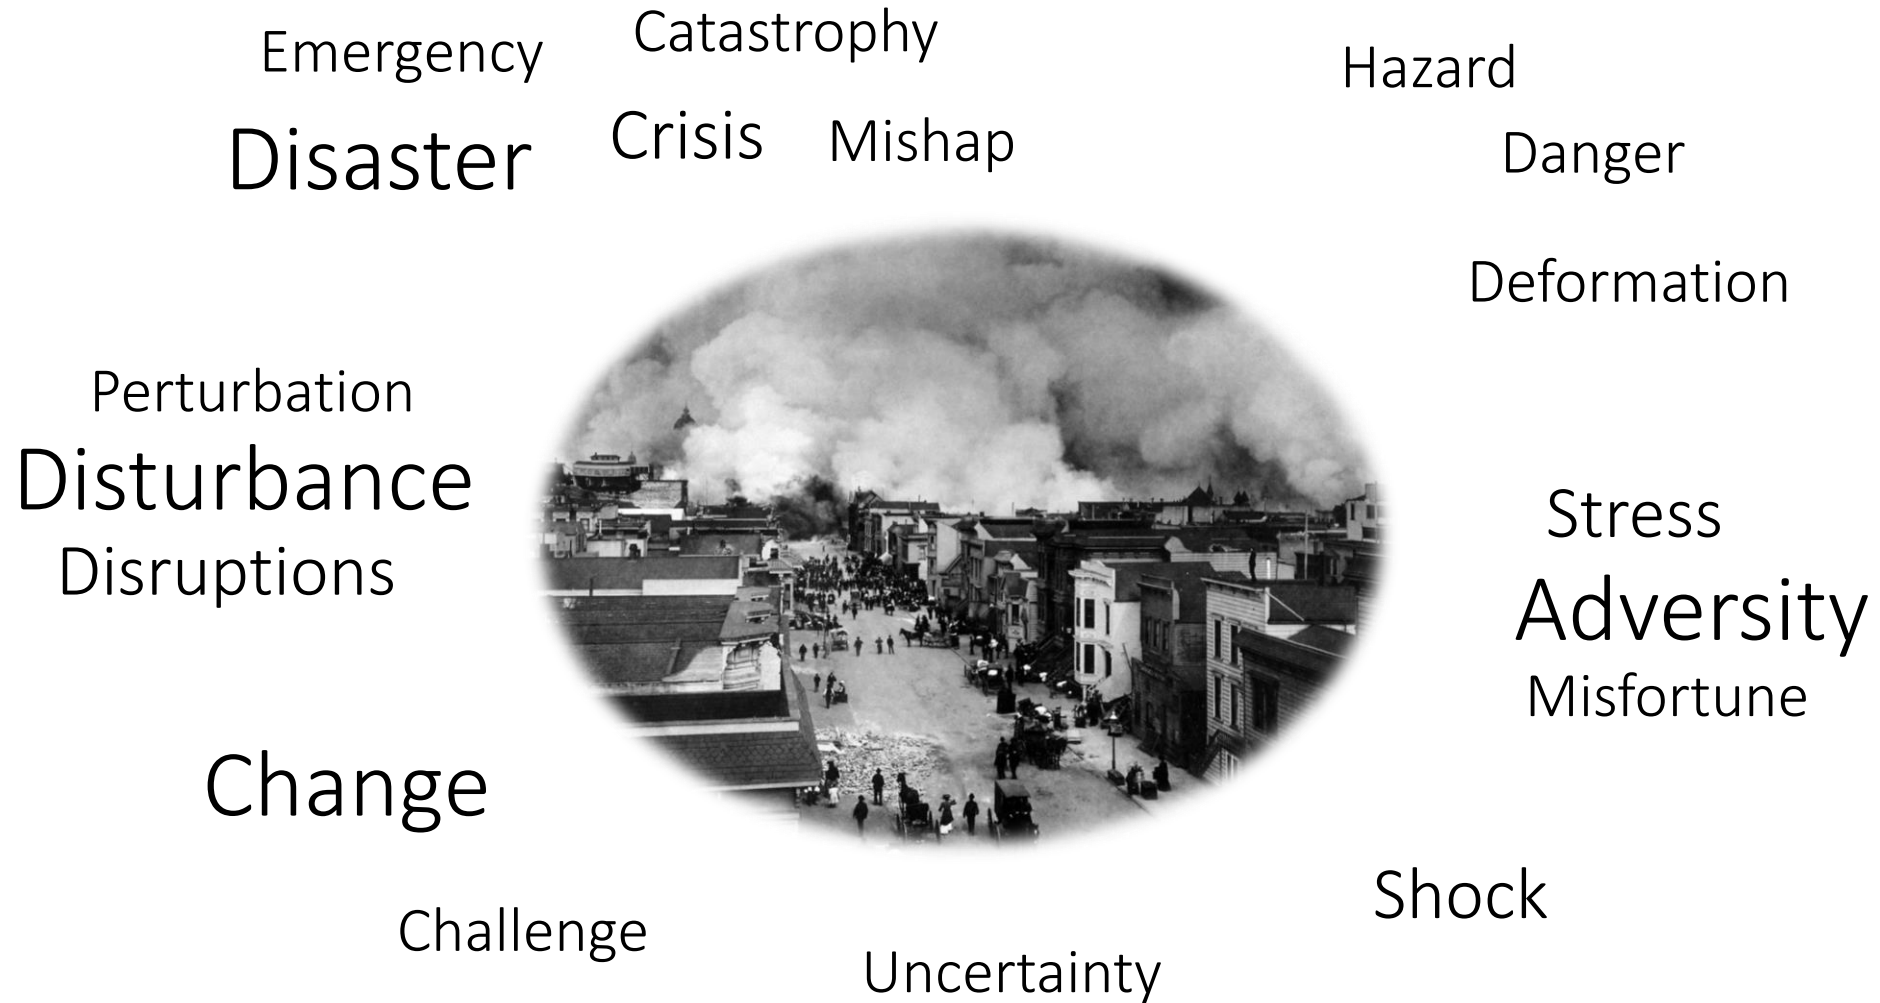 Emergency
Catastrophy
Hazard
Disaster
Crisis
Mishap
Danger
Deformation
Perturbation
Disturbance
Disruptions
Stress
Adversity
Misfortune
Change
Shock
Challenge
Uncertainty